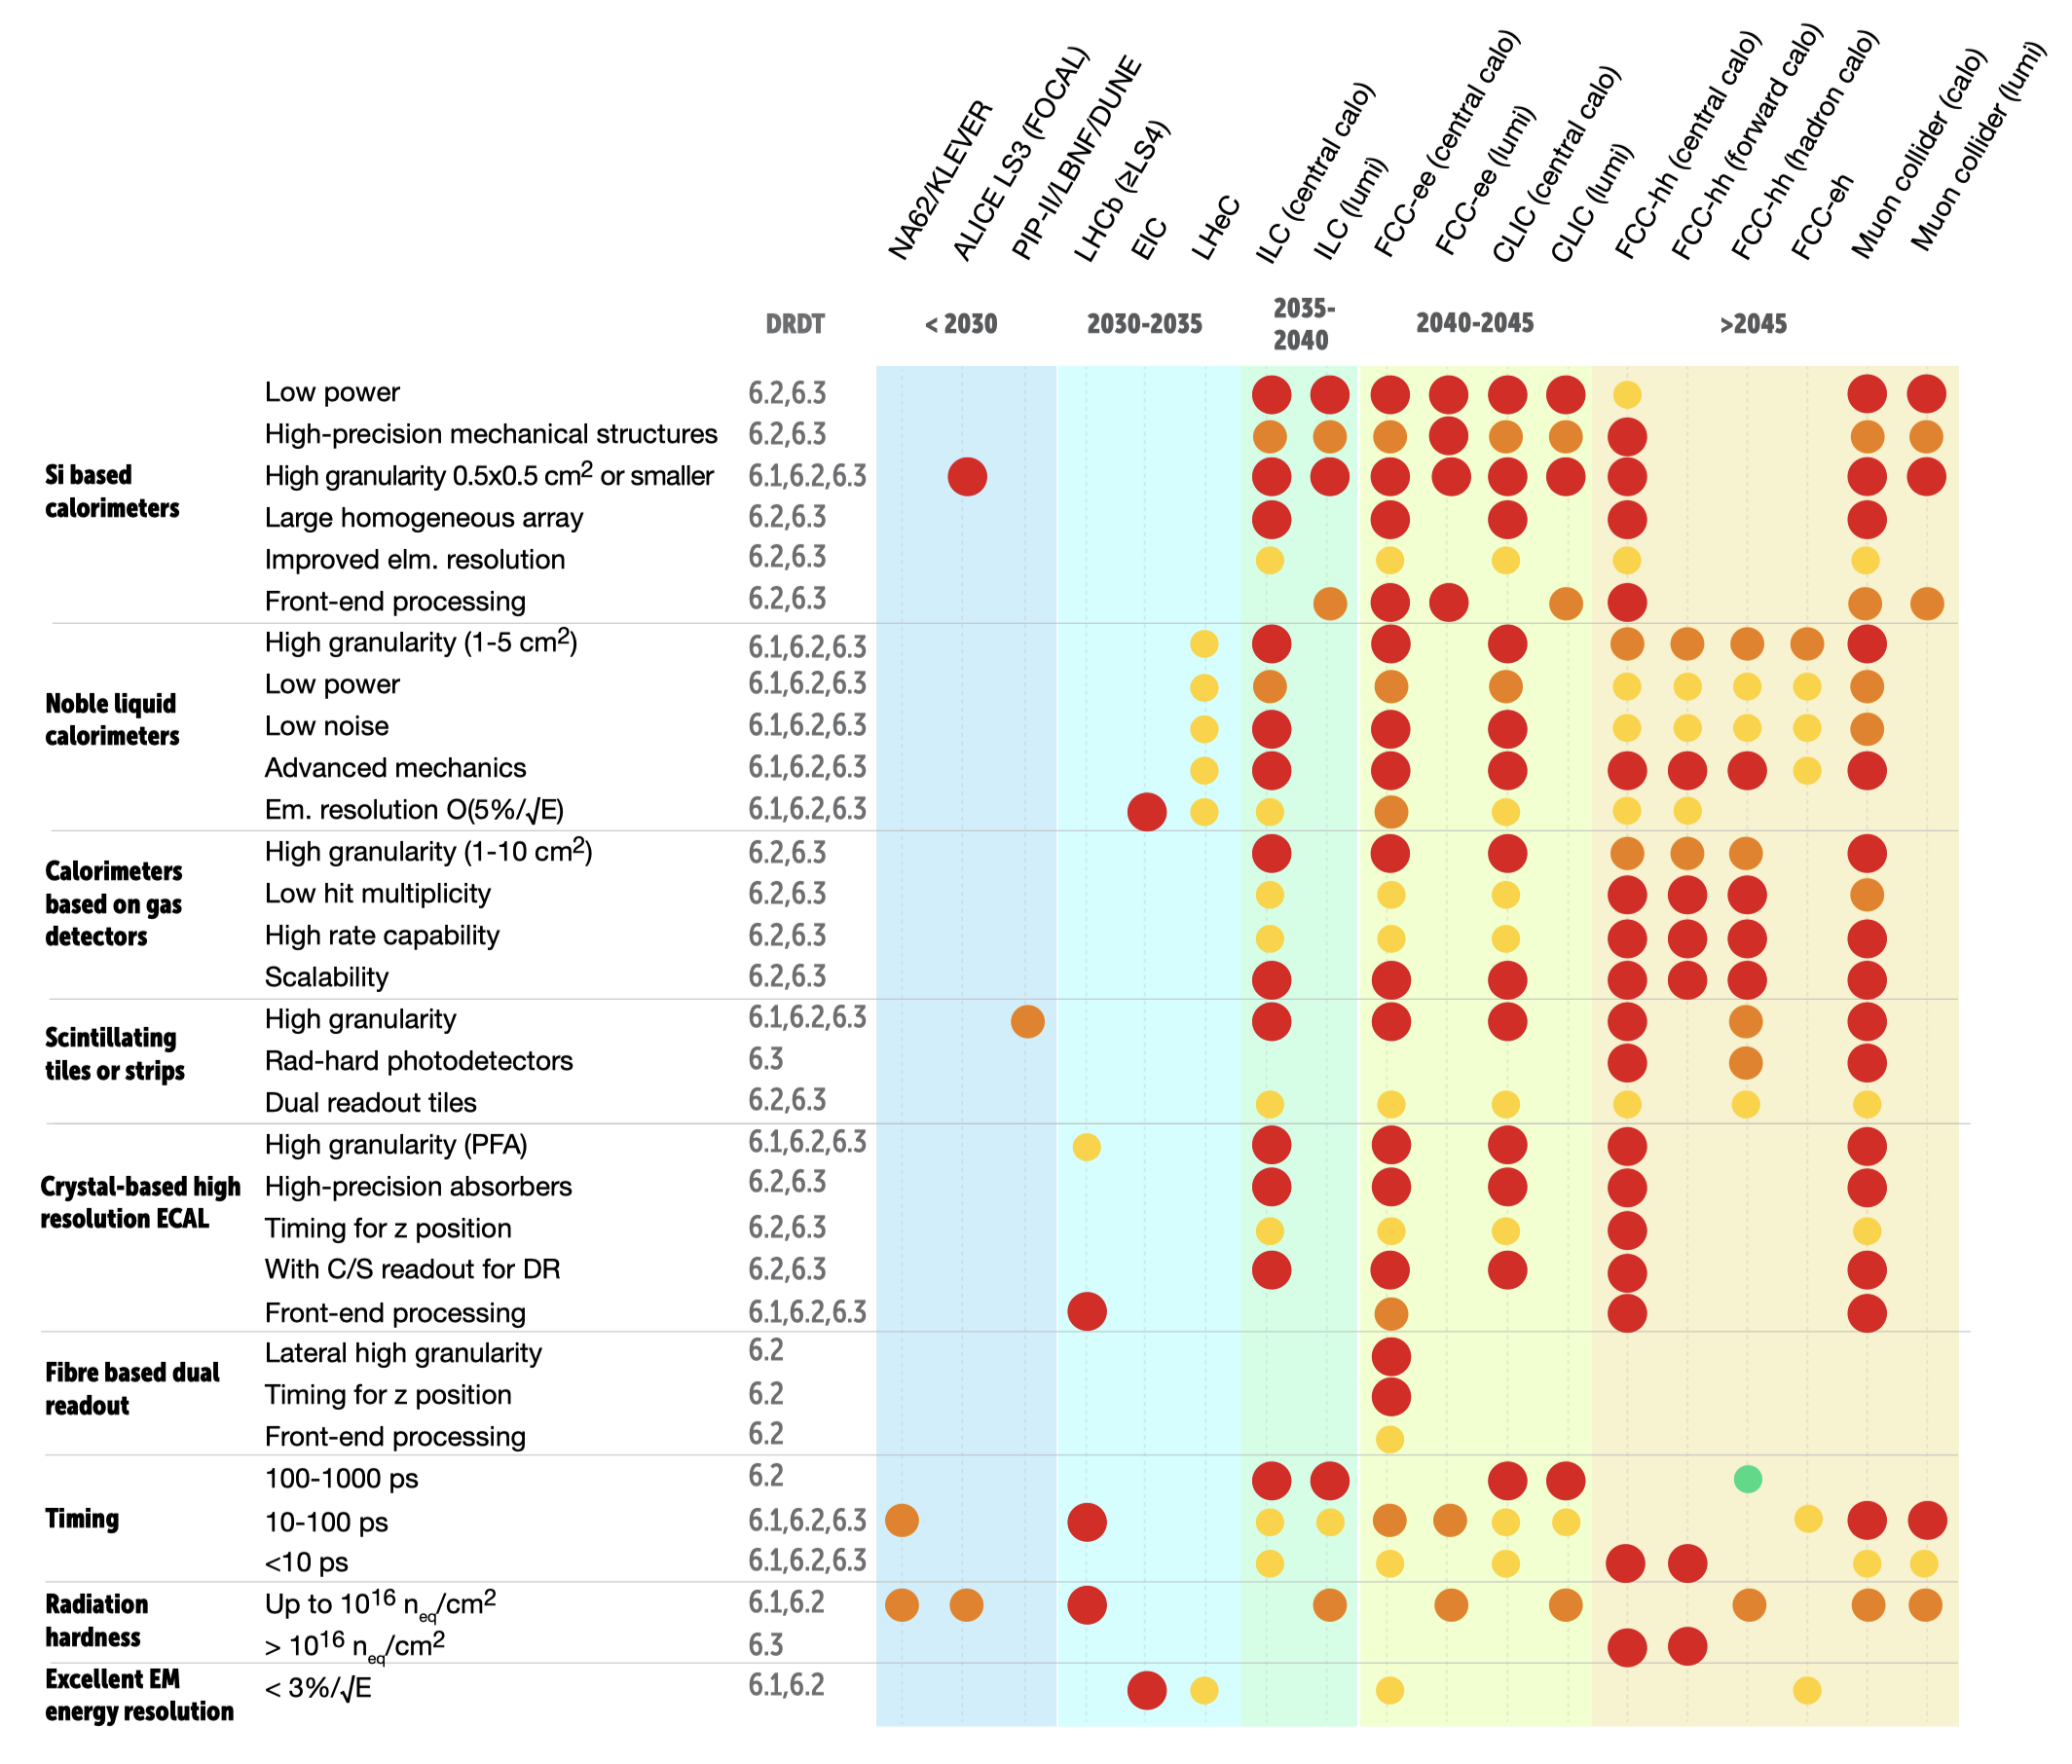 NA62/KLEVER
ALICE LS3 (FOCAL)
PIP-II/LBNF/DUNE
LHCb (≥LS4)
EIC
LHeC
ILC (central calo)
ILC (lumi)
FCC-ee (central calo)
FCC-ee (lumi)
CLIC (central calo)
CLIC (lumi)
FCC-hh (central calo)
FCC-hh (forward calo)
FCC-hh (hadron calo)
FCC-eh
Muon collider (calo)
Muon collider (lumi)
DRDT < 2030 2030-2035 2035-2040 2040-2045 >2045
Si based calorimeters
Low power 6.2,6.3
High-precision mechanical structures 6.2,6.3
High granularity 0.5x0.5 cm² or smaller 6.1,6.2,6.3
Large homogeneous array 6.2,6.3
Improved elm. resolution 6.2,6.3
Front-end processing 6.2,6.3
Noble liquid calorimeters
High granularity (1-5 cm²) 6.1,6.2,6.3
Low power 6.1,6.2,6.3
Low noise 6.1,6.2,6.3
Advanced mechanics 6.1,6.2,6.3
Em. resolution O(5%/√E) 6.1,6.2,6.3
Calorimeters based on gas detectors
High granularity (1-10 cm²) 6.2,6.3
Low hit multiplicity 6.2,6.3
High rate capability 6.2,6.3
Scalability 6.2,6.3
Scintillating tiles or strips
High granularity 6.1,6.2,6.3
Rad-hard photodetectors 6.3
Dual readout tiles 6.2,6.3
Crystal-based high resolution ECAL
High granularity (PFA) 6.1,6.2,6.3
High-precision absorbers 6.2,6.3
Timing for z position 6.2,6.3
With C/S readout for DR 6.2,6.3
Front-end processing 6.1,6.2,6.3
Fibre based dual readout
Lateral high granularity 6.2
Timing for z position 6.2
Front-end processing 6.2
Timing
100-1000 ps 6.2
10-100 ps 6.1,6.2,6.3
<10 ps 6.1,6.2,6.3
Radiation hardness
Up to 10¹⁶ neq/cm² 6.1,6.2
> 10¹⁶ neq/cm² 6.3
Excellent EM energy resolution
< 3%/√E 6.1,6.2